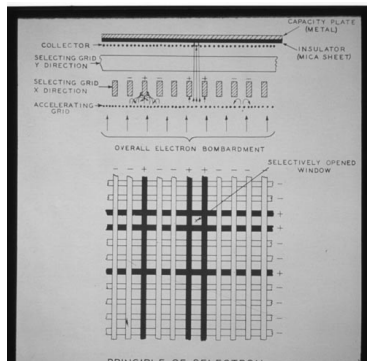 CAPACITY PLATE
(METAL)
COLLECTOR
INSULATOR
(MICA SHEET)
SELECTING GRID
Y DIRECTION
SELECTING GRID
X DIRECTION
- - + - - + + - - -
ACCELERATING
GRID
OVERALL ELECTRON BOMBARDMENT
SELECTIVELY OPENED
WINDOW
- - + - - + + - - - -
-
-
+
+
-
-
+
-
-
-
PRINCIPLE OF SELECTRON